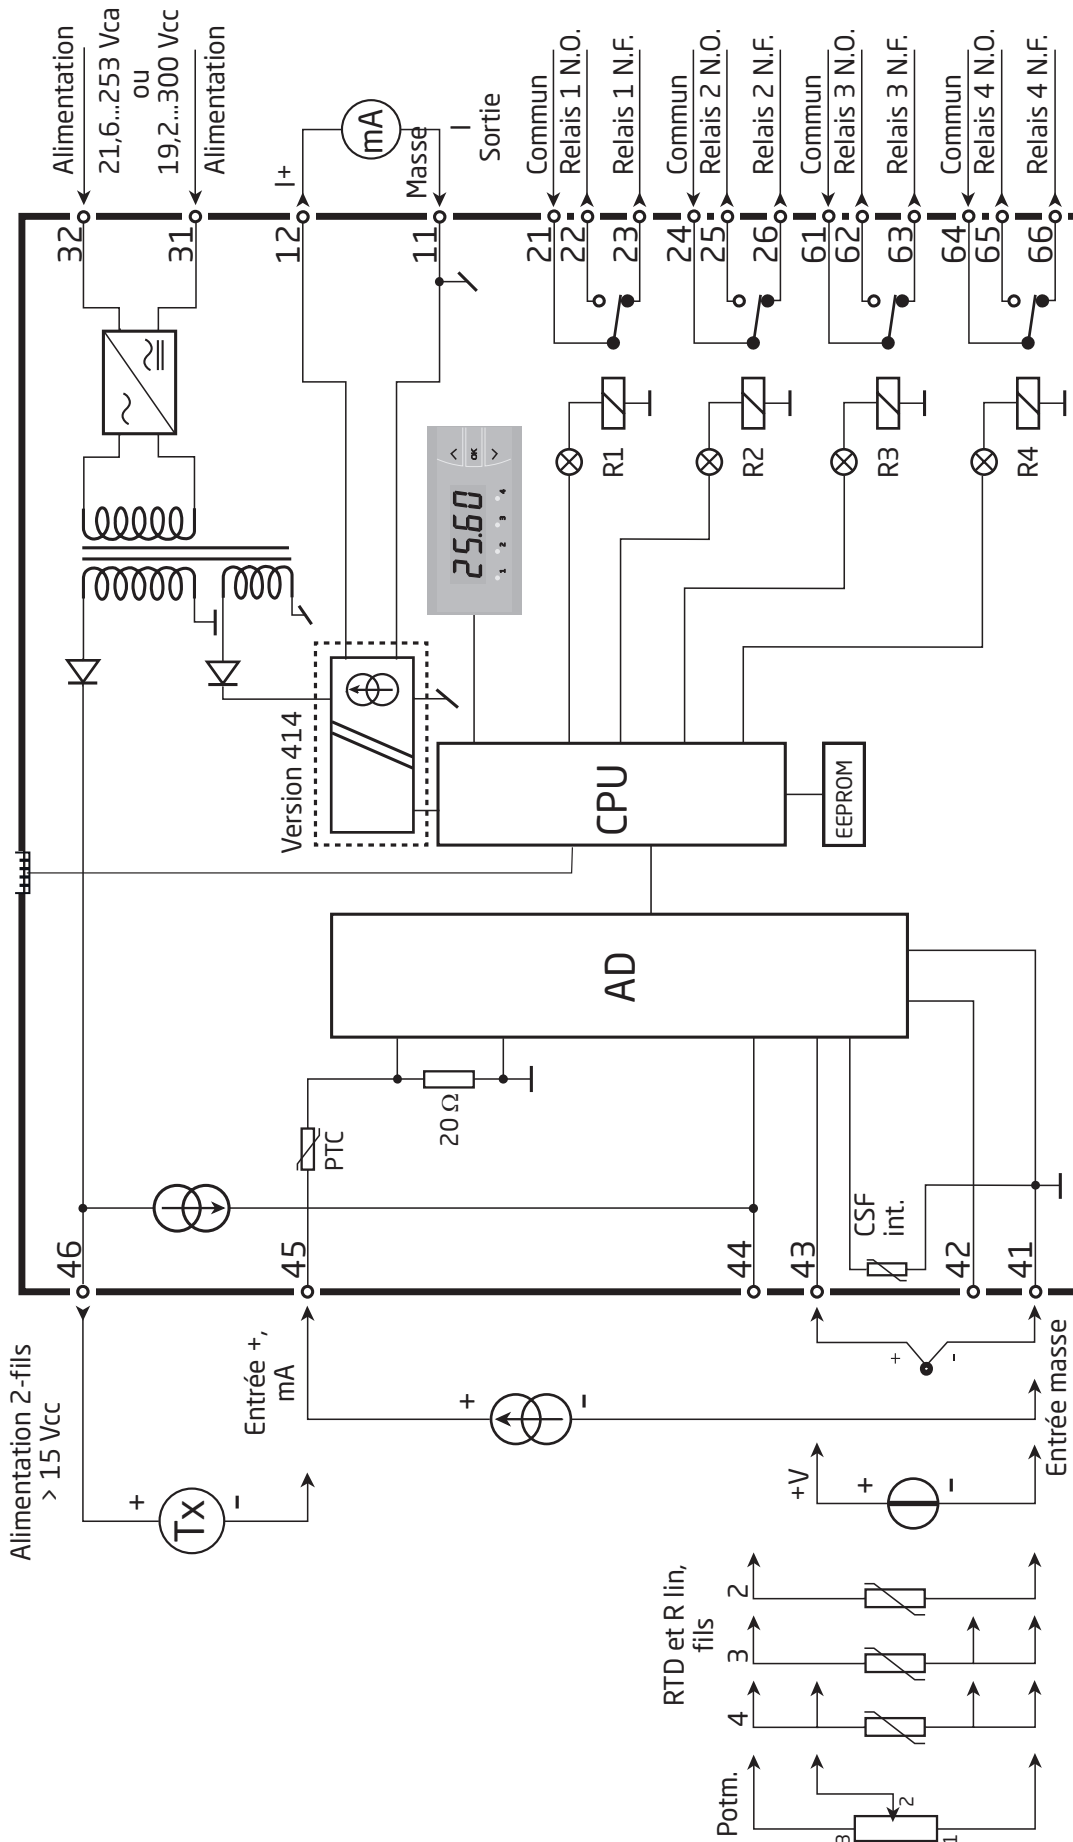 Alimentation 2-fils
> 15 Vcc
+
Tx
-
46
Entrée +,
mA
+
-
45
PTC
20 Ω
RTD et R lin,
fils
2
3
4
Potm.
3
2
1
+V
+
-
+
-
Entrée masse
44
43
CSF
int.
42
41
AD
CPU
EEPROM
Version 414
25.60
1 2 3 4
OK
R1
R2
R3
R4
32
Alimentation
21,6...253 Vca
ou
19,2...300 Vcc
Alimentation
31
12
I+
mA
Masse
I
Sortie
11
21
Commun
22
Relais 1 N.O.
23
Relais 1 N.F.
24
Commun
25
Relais 2 N.O.
26
Relais 2 N.F.
61
Commun
62
Relais 3 N.O.
63
Relais 3 N.F.
64
Commun
65
Relais 4 N.O.
66
Relais 4 N.F.